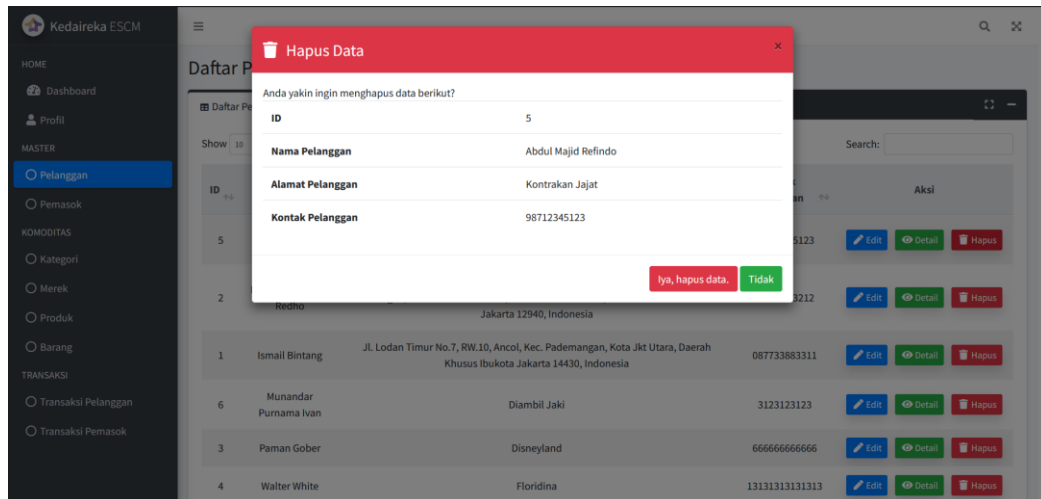 Kedaireka ESCM
HOME
Dashboard
Profil
MASTER
Pelanggan
Pemasok
KOMODITAS
Kategori
Merek
Produk
Barang
TRANSAKSI
Transaksi Pelanggan
Transaksi Pemasok
Daftar P
Daftar Pe
Show 10
Search:
Hapus Data
×
Anda yakin ingin menghapus data berikut?
ID 5
Nama Pelanggan Abdul Majid Refindo
Alamat Pelanggan Kontrakan Jajat
Kontak Pelanggan 98712345123
Iya, hapus data. Tidak
ID an Aksi
5 5123 Edit Detail Hapus
2 Redho Jakarta 12940, Indonesia 3212 Edit Detail Hapus
1 Ismail Bintang Jl. Lodan Timur No.7, RW.10, Ancol, Kec. Pademangan, Kota Jkt Utara, Daerah
Khusus Ibukota Jakarta 14430, Indonesia 087733883311 Edit Detail Hapus
6 Munandar
Purnama Ivan Diambil Jaki 3123123123 Edit Detail Hapus
3 Paman Gober Disneyland 666666666666 Edit Detail Hapus
4 Walter White Floridina 13131313131313 Edit Detail Hapus